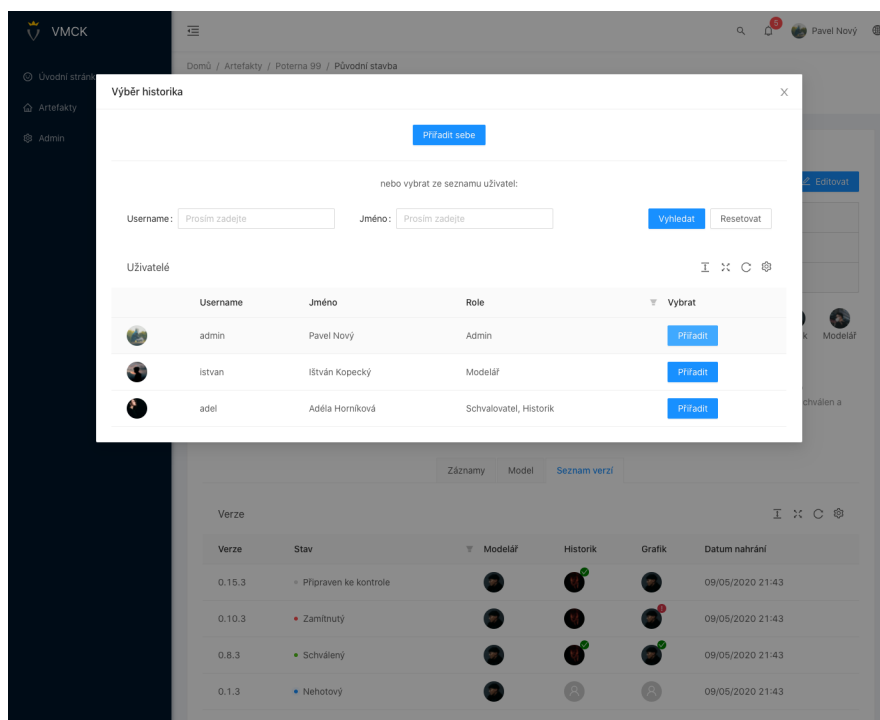 VMCK
5
Pavel Nový
Domů / Artefakty / Poterna 99 / Původní stavba
Úvodní stránk
Artefakty
Admin
Výběr historika
Přiřadit sebe
nebo vybrat ze seznamu uživatel:
Editovat
Username : Prosím zadejte Jméno : Prosím zadejte Vyhledat Resetovat
Uživatelé
Username Jméno Role Vybrat
admin Pavel Nový Admin Přiřadit
k Modelář
istvan Ištván Kopecký Modelář Přiřadit
adel Adéla Horníková Schvalovatel, Historik Přiřadit
chválen a
Záznamy Model Seznam verzí
Verze
Verze Stav Modelář Historik Grafik Datum nahrání
0.15.3 Připraven ke kontrole 09/05/2020 21:43
0.10.3 Zamítnutý 09/05/2020 21:43
0.8.3 Schválený 09/05/2020 21:43
0.1.3 Nehotový 09/05/2020 21:43